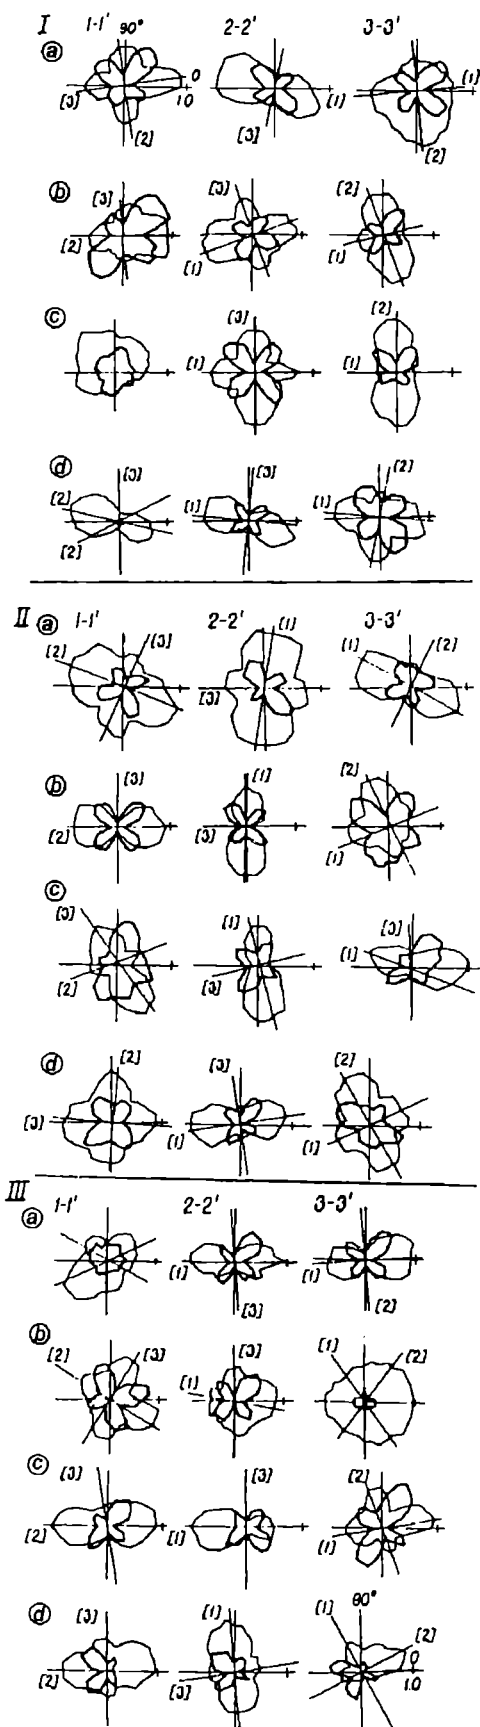 I 1-1' 2-2' 3-3'
ⓐ 90° 0 10 [3] [2] [1] [3] [1] [2]
ⓑ [3] [2] [3] [1] [2] [1]
ⓒ [3] [1] [2] [1]
ⓓ [3] [2] [2] [3] [1] [2] [1]
II ⓐ 1-1' 2-2' 3-3'
[2] [3] [1] [3] [1] [2]
ⓑ [3] [2] [1] [3] [2] [1]
ⓒ [3] [2] [1] [3] [3] [1]
ⓓ [2] [3] [3] [1] [2] [1]
III 1-1' 2-2' 3-3'
ⓐ [1] [3] [1] [2]
ⓑ [2] [3] [3] [1] [1] [2]
ⓒ [3] [2] [3] [1] [2] [1]
ⓓ [3] [2] [1] [3] 80° [1] [2] 0 1.0